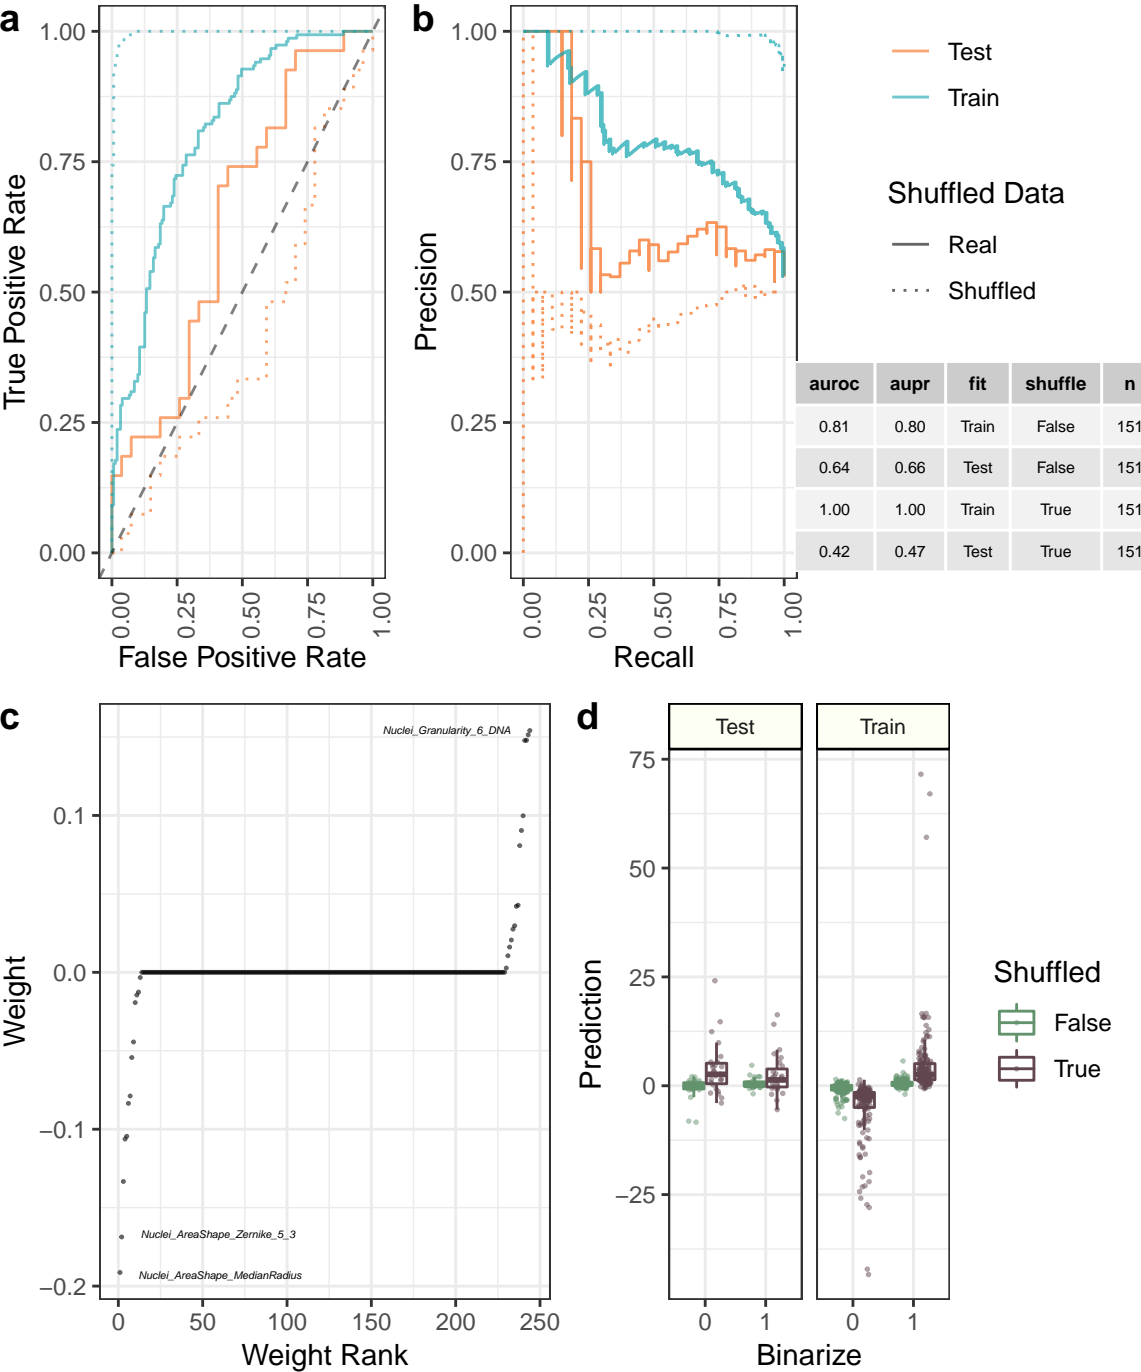 a
1.00
0.75
0.50
0.25
0.00
True Positive Rate
0.00
0.25
0.50
0.75
1.00
False Positive Rate
b
1.00
0.75
0.50
0.25
0.00
Precision
0.00
0.25
0.50
0.75
1.00
Recall
Test
Train
Shuffled Data
Real
Shuffled
auroc aupr fit shuffle n
0.81 0.80 Train False 151
0.64 0.66 Test False 151
1.00 1.00 Train True 151
0.42 0.47 Test True 151
c
Nuclei_Granularity_6_DNA
0.1
0.0
−0.1
−0.2
Weight
Nuclei_AreaShape_Zernike_5_3
Nuclei_AreaShape_MedianRadius
0 50 100 150 200 250
Weight Rank
d
Test Train
75
50
25
0
−25
Prediction
0 1 0 1
Binarize
Shuffled
False
True